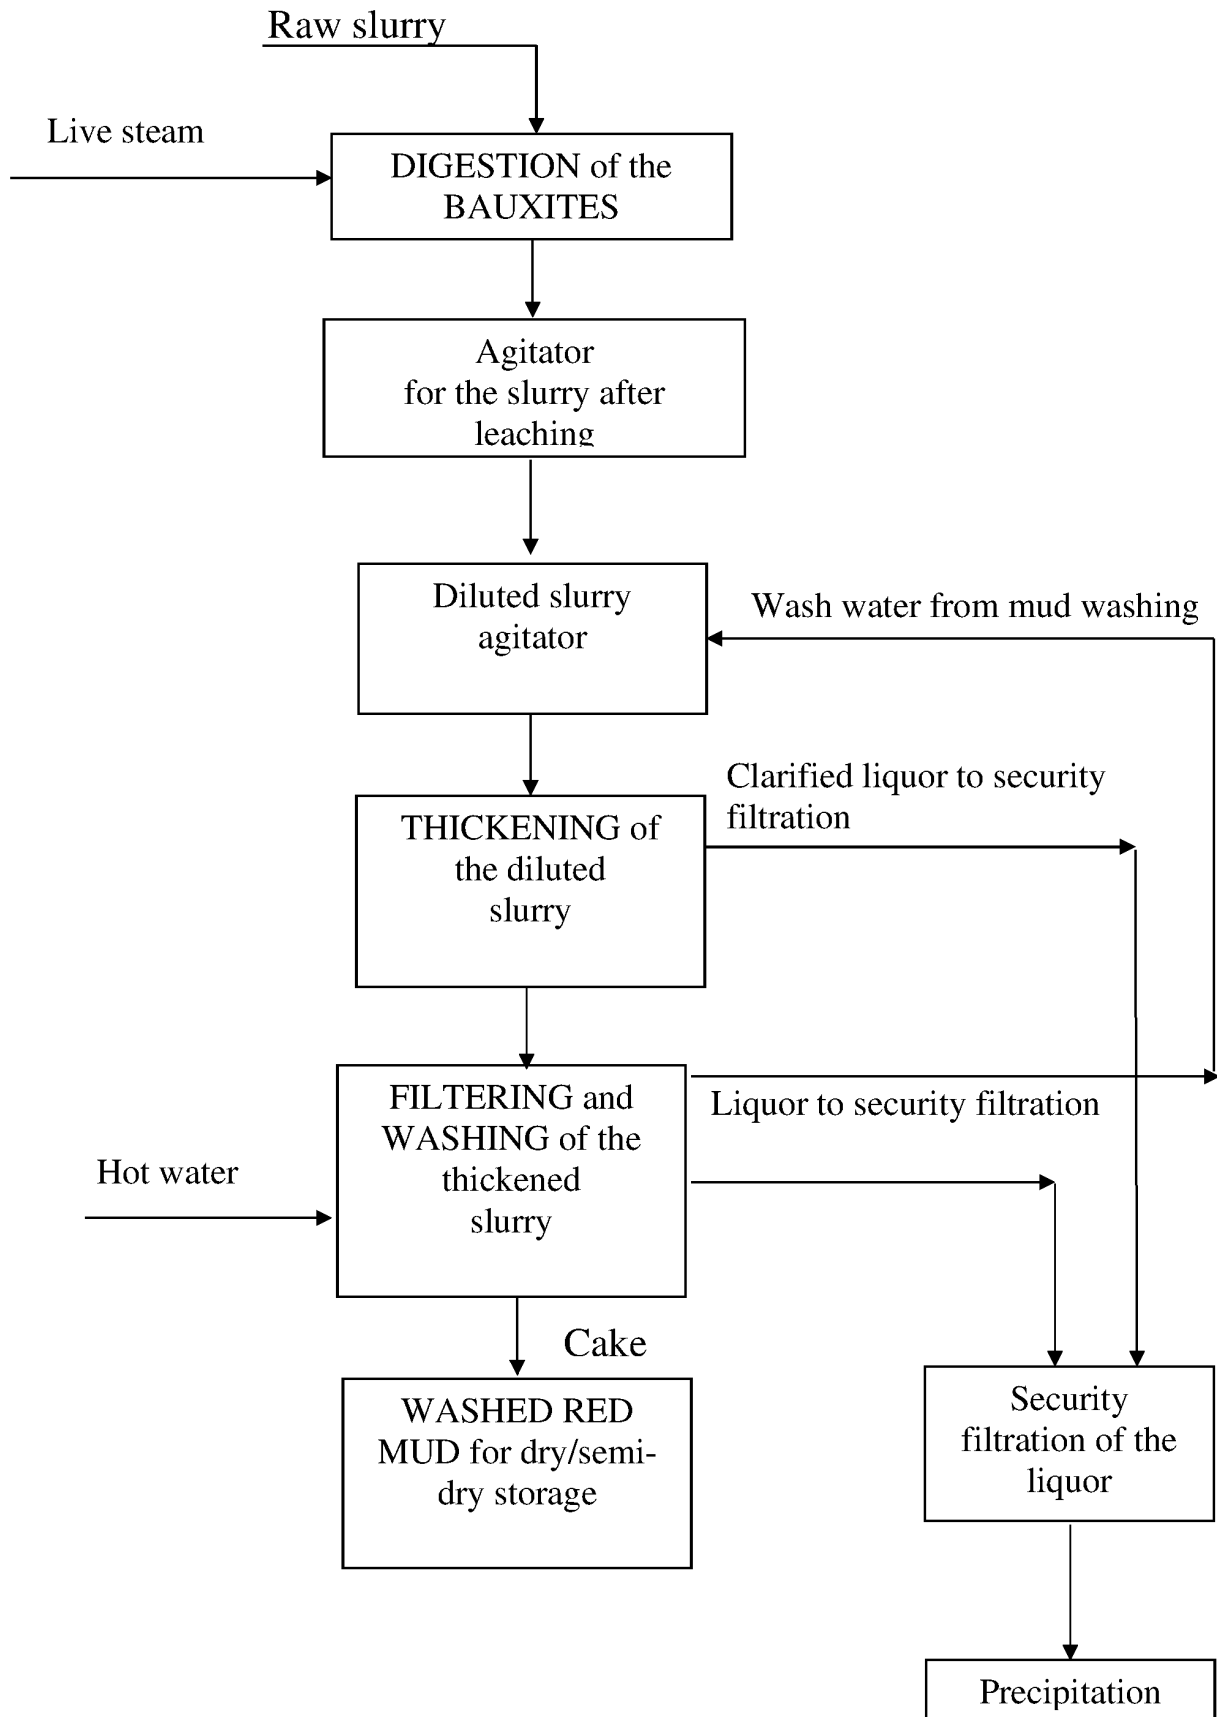 Raw slurry
Live steam
DIGESTION of the
BAUXITES
Agitator
for the slurry after
leaching
Diluted slurry
agitator
Wash water from mud washing
Clarified liquor to security
filtration
THICKENING of
the diluted
slurry
FILTERING and
WASHING of the
thickened
slurry
Liquor to security filtration
Hot water
Cake
WASHED RED
MUD for dry/semi-
dry storage
Security
filtration of the
liquor
Precipitation